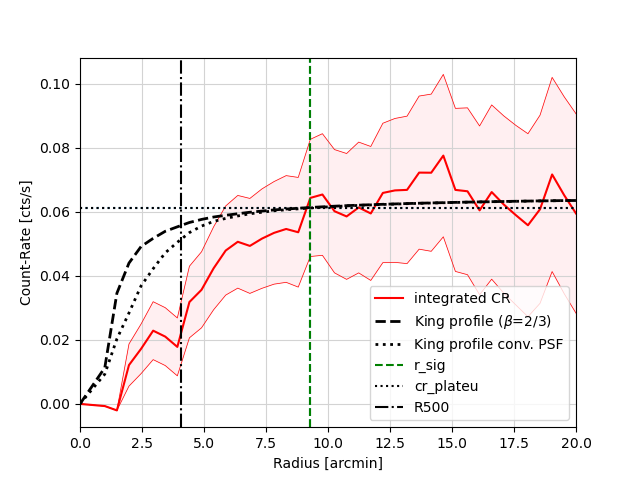 0.10
0.08
0.06
0.04
0.02
0.00
Count-Rate [cts/s]
integrated CR
King profile (β=2/3)
King profile conv. PSF
r_sig
cr_plateu
R500
0.0 2.5 5.0 7.5 10.0 12.5 15.0 17.5 20.0
Radius [arcmin]